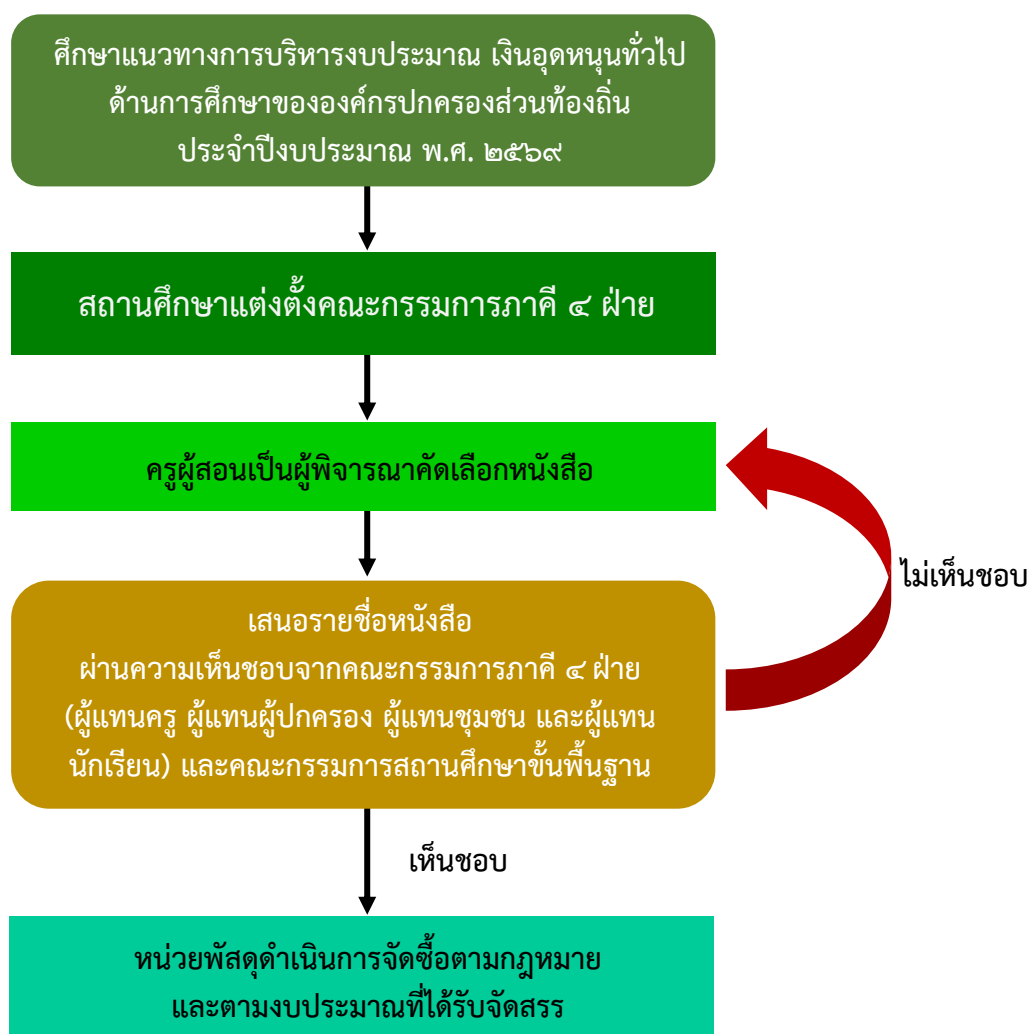 ศึกษาแนวทางการบริหารงบประมาณ เงินอุดหนุนทั่วไป
ด้านการศึกษาขององค์กรปกครองส่วนท้องถิ่น
ประจำปีงบประมาณ พ.ศ. ๒๕๖๙
สถานศึกษาแต่งตั้งคณะกรรมการภาคี ๔ ฝ่าย
ครูผู้สอนเป็นผู้พิจารณาคัดเลือกหนังสือ
ไม่เห็นชอบ
เสนอรายชื่อหนังสือ
ผ่านความเห็นชอบจากคณะกรรมการภาคี ๔ ฝ่าย
(ผู้แทนครู ผู้แทนผู้ปกครอง ผู้แทนชุมชน และผู้แทน
นักเรียน) และคณะกรรมการสถานศึกษาขั้นพื้นฐาน
เห็นชอบ
หน่วยพัสดุดำเนินการจัดซื้อตามกฎหมาย
และตามงบประมาณที่ได้รับจัดสรร